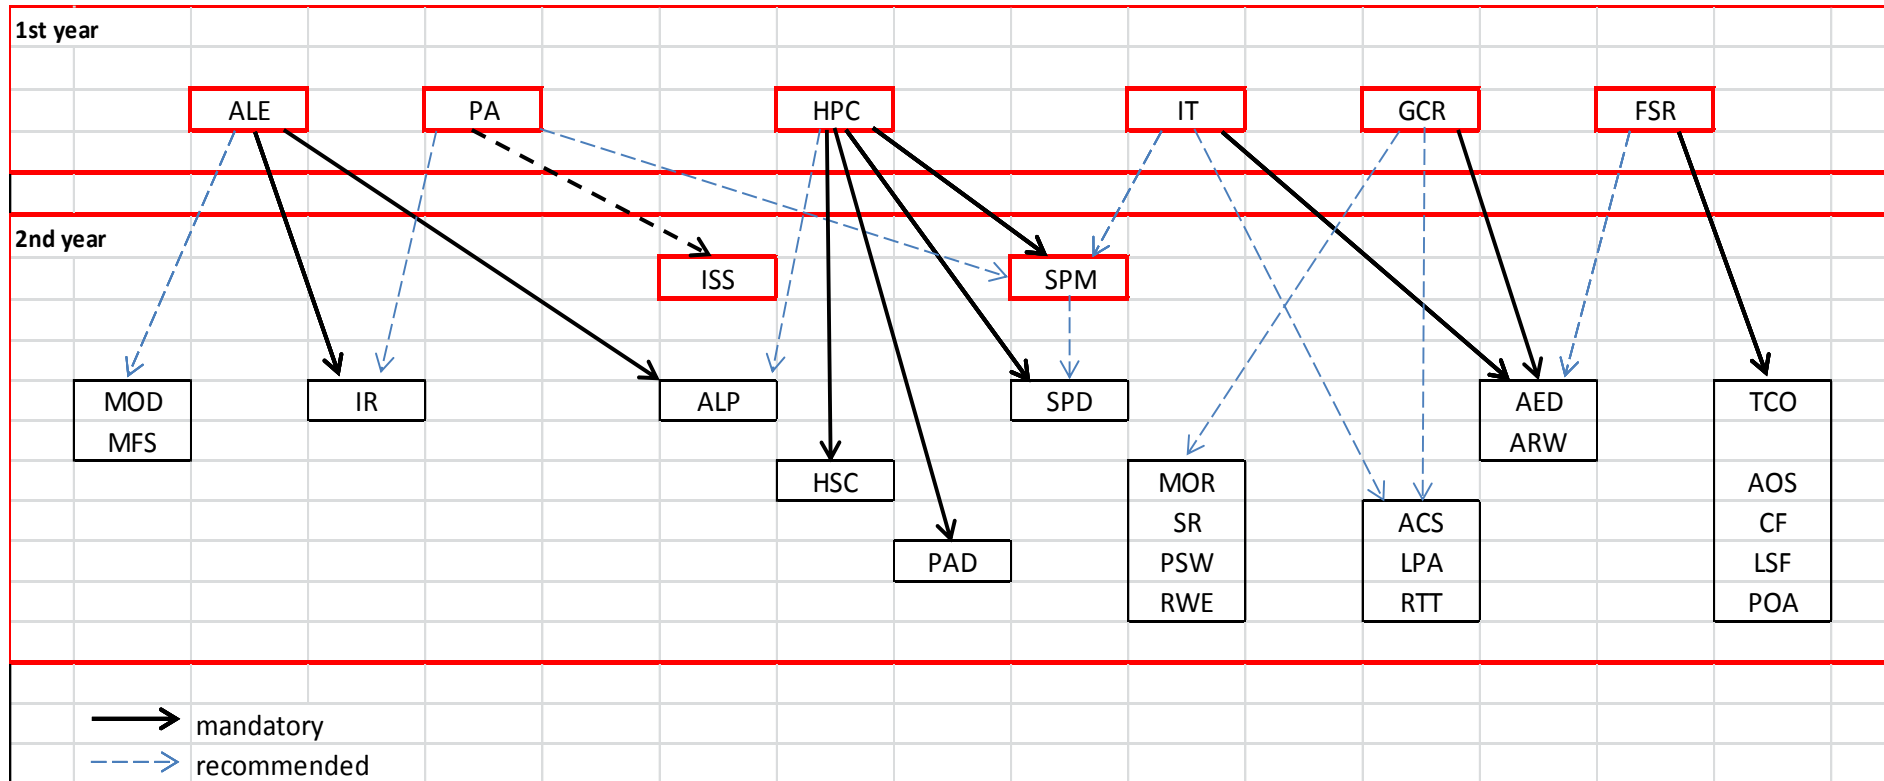 1st year
ALE PA HPC IT GCR FSR
2nd year
ISS SPM
MOD IR ALP SPD AED TCO
MFS ARW
HSC MOR AOS
SR ACS CF
PAD PSW LPA LSF
RWE RTT POA
mandatory
recommended